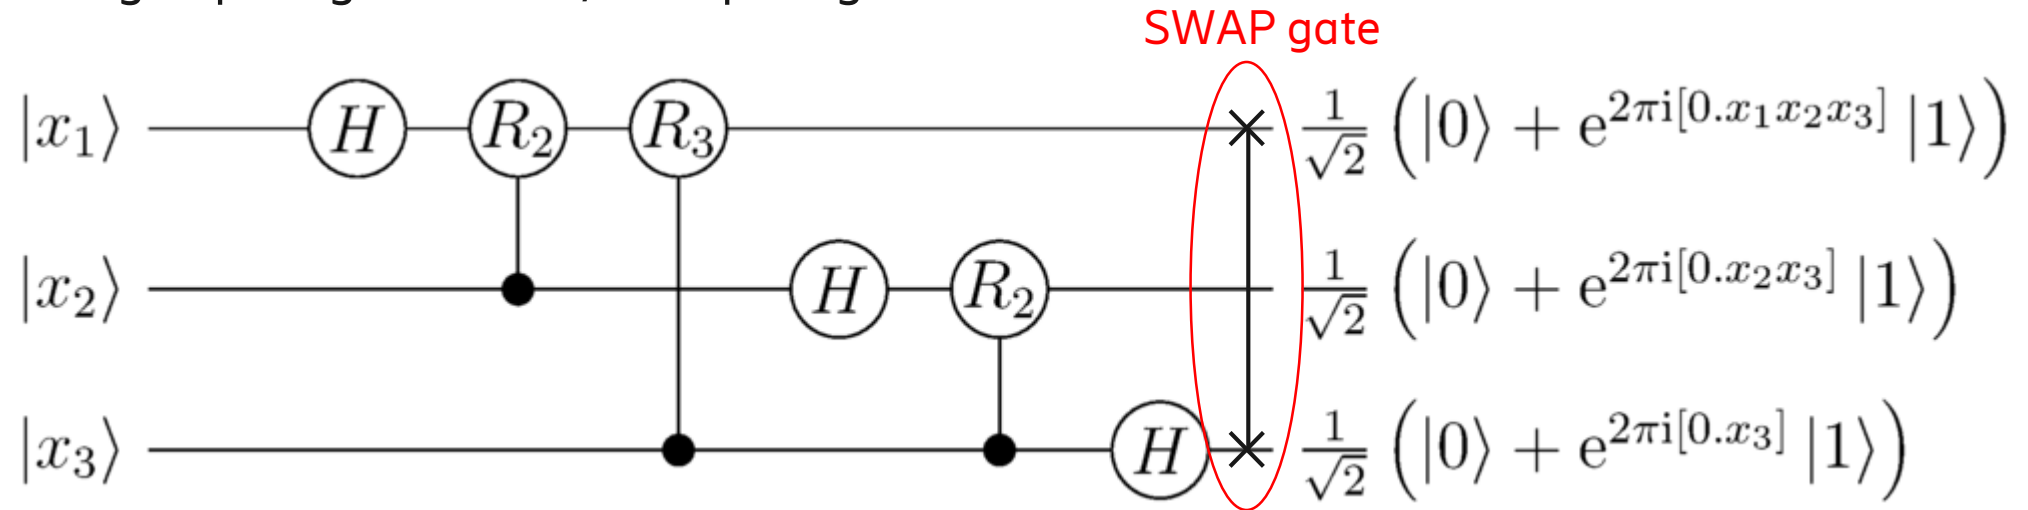 SWAP gate
|x₁⟩ H R₂ R₃ 1/√2 (|0⟩ + e^{2πi[0.x₁x₂x₃]} |1⟩)
|x₂⟩ H R₂ 1/√2 (|0⟩ + e^{2πi[0.x₂x₃]} |1⟩)
|x₃⟩ H 1/√2 (|0⟩ + e^{2πi[0.x₃]} |1⟩)